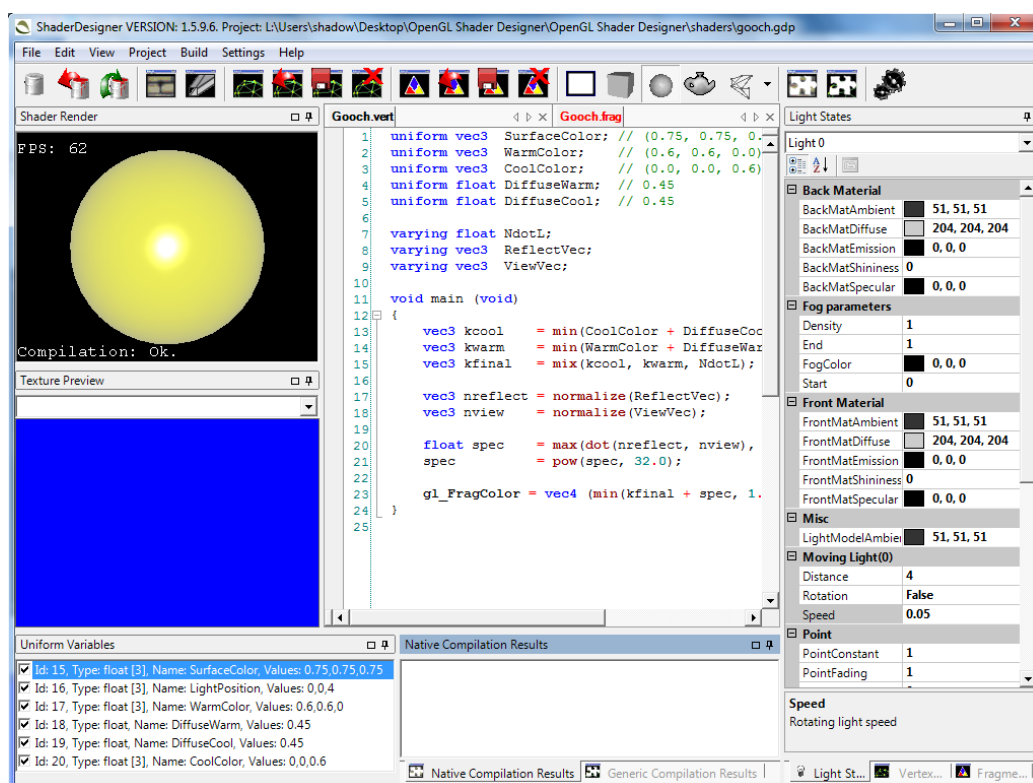 ShaderDesigner VERSION: 1.5.9.6. Project: L:\Users\shadow\Desktop\OpenGL Shader Designer\OpenGL Shader Designer\shaders\gooch.gdp
File Edit View Project Build Settings Help
Shader Render
FPS: 62
Compilation: Ok.
Texture Preview
Gooch.vert
Gooch.frag
1 uniform vec3 SurfaceColor; // (0.75, 0.75, 0.
2 uniform vec3 WarmColor; // (0.6, 0.6, 0.0)
3 uniform vec3 CoolColor; // (0.0, 0.0, 0.6)
4 uniform float DiffuseWarm; // 0.45
5 uniform float DiffuseCool; // 0.45
6
7 varying float NdotL;
8 varying vec3 ReflectVec;
9 varying vec3 ViewVec;
10
11 void main (void)
12 {
13 vec3 kcool = min(CoolColor + DiffuseCoo
14 vec3 kwarm = min(WarmColor + DiffuseWar
15 vec3 kfinal = mix(kcool, kwarm, NdotL);
16
17 vec3 nreflect = normalize(ReflectVec);
18 vec3 nview = normalize(ViewVec);
19
20 float spec = max(dot(nreflect, nview),
21 spec = pow(spec, 32.0);
22
23 gl_FragColor = vec4 (min(kfinal + spec, 1.
24 }
25
Light States
Light 0
Back Material
BackMatAmbient 51, 51, 51
BackMatDiffuse 204, 204, 204
BackMatEmission 0, 0, 0
BackMatShininess 0
BackMatSpecular 0, 0, 0
Fog parameters
Density 1
End 1
FogColor 0, 0, 0
Start 0
Front Material
FrontMatAmbient 51, 51, 51
FrontMatDiffuse 204, 204, 204
FrontMatEmission 0, 0, 0
FrontMatShininess 0
FrontMatSpecular 0, 0, 0
Misc
LightModelAmbie 51, 51, 51
Moving Light(0)
Distance 4
Rotation False
Speed 0.05
Point
PointConstant 1
PointFading 1
Speed
Rotating light speed
Light St... Vertex... Fragme...
Uniform Variables
Id: 15, Type: float [3], Name: SurfaceColor, Values: 0.75,0.75,0.75
Id: 16, Type: float [3], Name: LightPosition, Values: 0,0,4
Id: 17, Type: float [3], Name: WarmColor, Values: 0.6,0.6,0
Id: 18, Type: float, Name: DiffuseWarm, Values: 0.45
Id: 19, Type: float, Name: DiffuseCool, Values: 0.45
Id: 20, Type: float [3], Name: CoolColor, Values: 0,0,0.6
Native Compilation Results
Native Compilation Results Generic Compilation Results